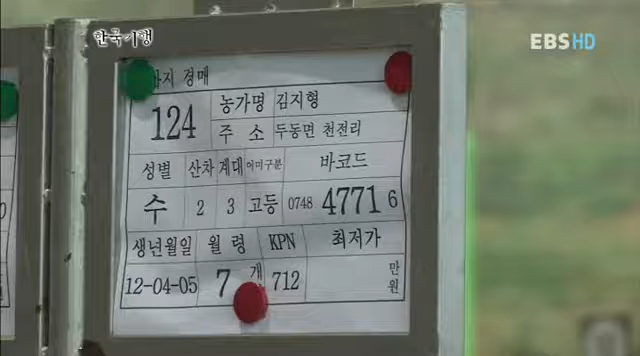 한국기행
EBS HD
경매
124 농가명 김지형
주 소 두동면 천전리
성별 산차 계대 어미구분 바코드
수 2 3 고등 0748 4771 6
생년월일 월령 KPN 최저가
12-04-05 7 개 712 만원